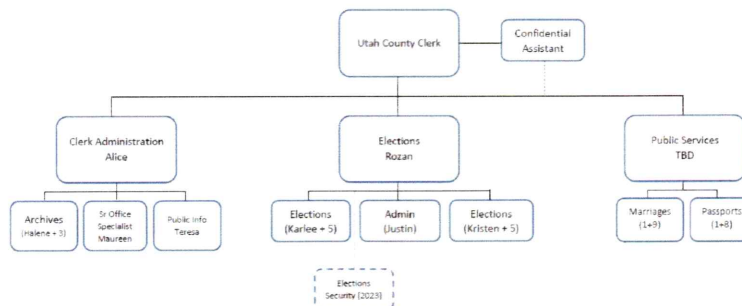 Utah County Clerk
Confidential
Assistant
Clerk Administration
Alice
Elections
Rozan
Public Services
TBD
Archives
(Halene + 3)
Sr Office
Specialist
Maureen
Public Info
Teresa
Elections
(Karlee + 5)
Admin
(Justin)
Elections
(Kristen + 5)
Marriages
(1+9)
Passports
(1+8)
Elections
Security (2023)